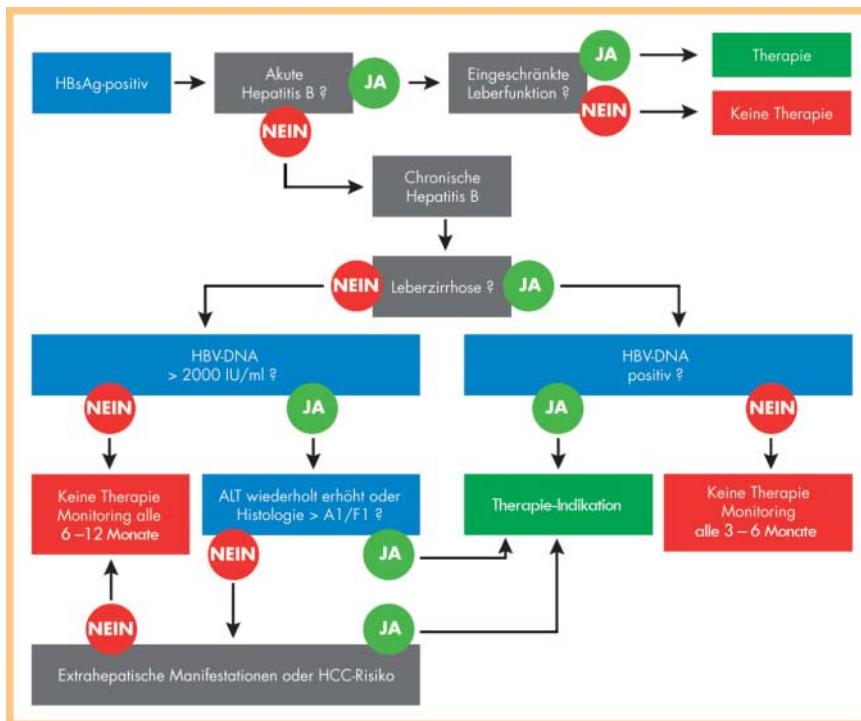 HBsAg-positiv
Akute
Hepatitis B ?
JA
NEIN
Eingeschränkte
Leberfunktion ?
JA
NEIN
Therapie
Keine Therapie
Chronische
Hepatitis B
NEIN
Leberzirrhose ?
JA
HBV-DNA
> 2000 IU/ml ?
NEIN
JA
HBV-DNA
positiv ?
JA
NEIN
Keine Therapie
Monitoring alle
6 – 12 Monate
ALT wiederholt erhöht oder
Histologie > A1/F1 ?
NEIN
JA
Therapie-Indikation
Keine Therapie
Monitoring
alle 3 – 6 Monate
NEIN
JA
Extrahepatische Manifestationen oder HCC-Risiko